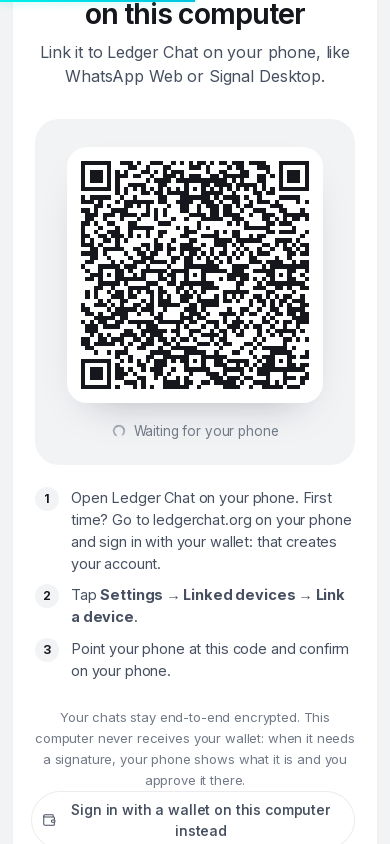 on this computer
Link it to Ledger Chat on your phone, like
WhatsApp Web or Signal Desktop.
Waiting for your phone
1 Open Ledger Chat on your phone. First
time? Go to ledgerchat.org on your phone
and sign in with your wallet: that creates
your account.
2 Tap Settings → Linked devices → Link
a device.
3 Point your phone at this code and confirm
on your phone.
Your chats stay end-to-end encrypted. This
computer never receives your wallet: when it needs
a signature, your phone shows what it is and you
approve it there.
Sign in with a wallet on this computer
instead